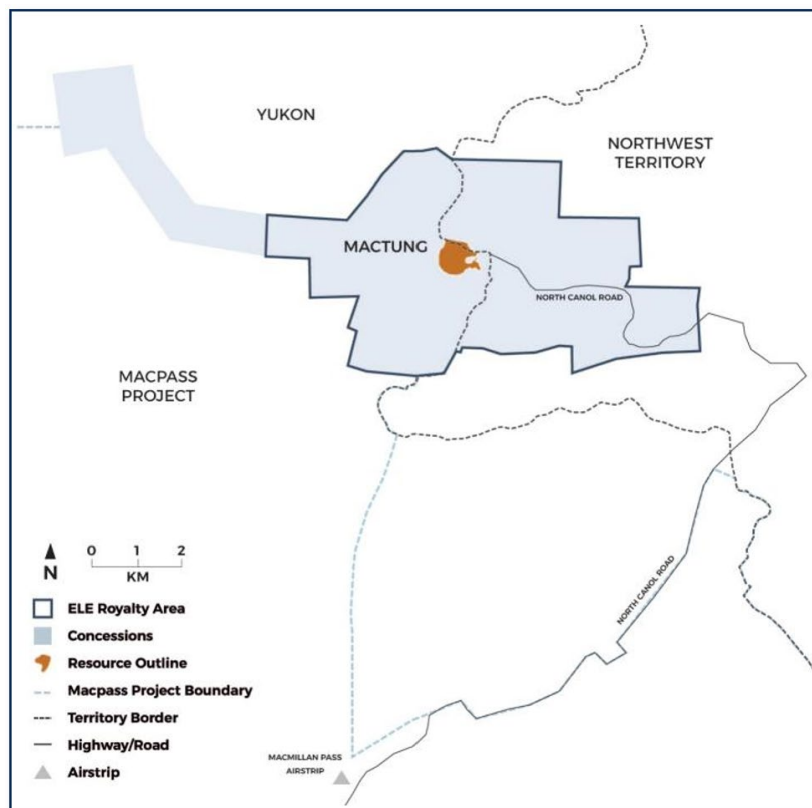 YUKON
NORTHWEST
TERRITORY
MACTUNG
NORTH CANOL ROAD
MACPASS
PROJECT
NORTH CANOL ROAD
N
0 1 2
KM
ELE Royalty Area
Concessions
Resource Outline
Macpass Project Boundary
Territory Border
Highway/Road
Airstrip
MACMILLAN PASS
AIRSTRIP